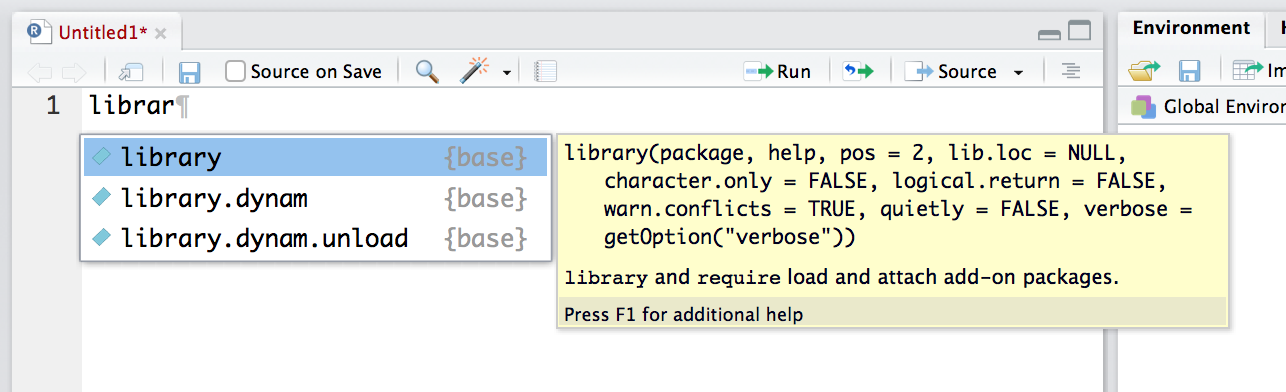 Untitled1*
Environment
Source on Save
Run
Source
Global Environ
1 librar¶
library {base}
library.dynam {base}
library.dynam.unload {base}
library(package, help, pos = 2, lib.loc = NULL,
character.only = FALSE, logical.return = FALSE,
warn.conflicts = TRUE, quietly = FALSE, verbose =
getOption("verbose"))
library and require load and attach add-on packages.
Press F1 for additional help